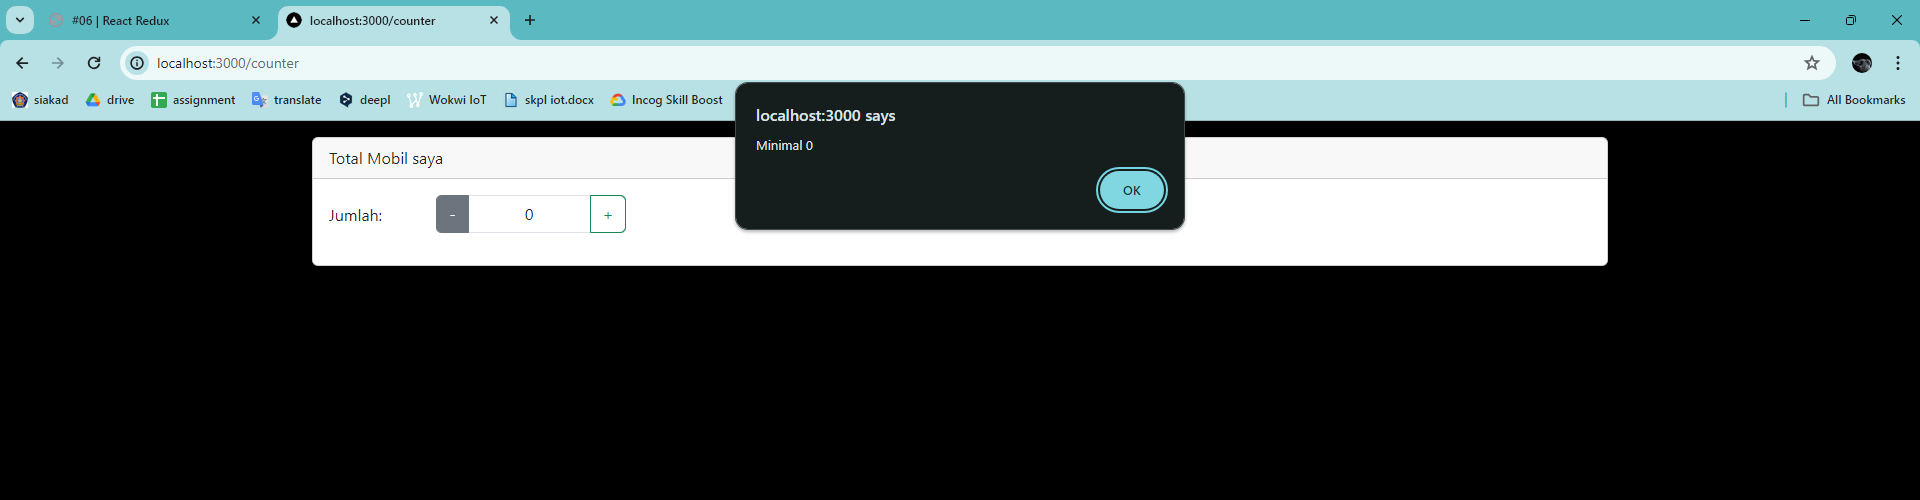 #06 | React Redux
localhost:3000/counter
localhost:3000/counter
siakad drive assignment translate deepl Wokwi IoT skpl iot.docx Incog Skill Boost All Bookmarks
localhost:3000 says
Minimal 0
OK
Total Mobil saya
Jumlah: - 0 +